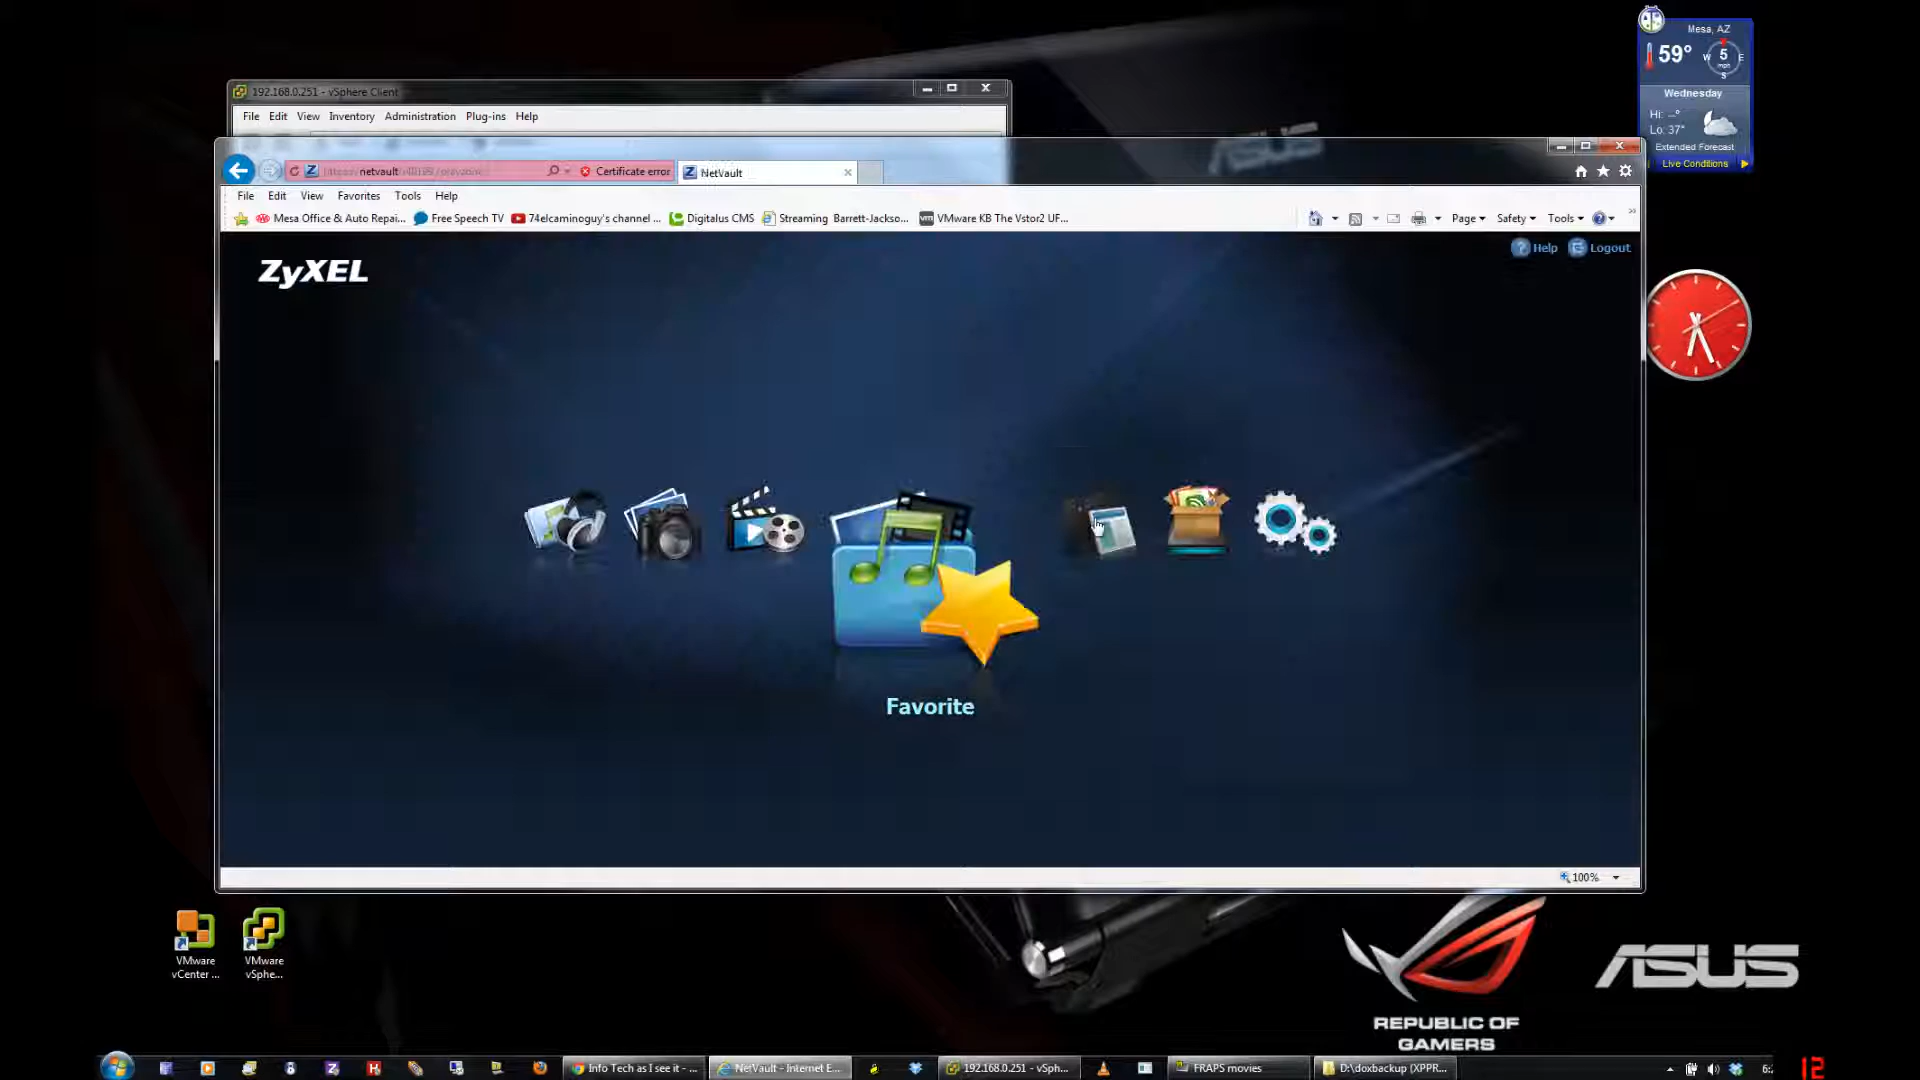 Mesa, AZ
59°
W 5 E
mph
S
Wednesday
Hi: --°
Lo: 37°
Extended Forecast
Live Conditions
192.168.0.251 - vSphere Client
File Edit View Inventory Administration Plug-ins Help
ASUS
netvault
Certificate error
NetVault
File Edit View Favorites Tools Help
Mesa Office & Auto Repai... Free Speech TV 74elcaminoguy's channel ... Digitalus CMS Streaming Barrett-Jackso... VMware KB The Vstor2 UF...
Page Safety Tools
Help Logout
ZyXEL
Favorite
100%
VMware
vCenter ...
VMware
vSphe...
ASUS
REPUBLIC OF
GAMERS
Info Tech as I see it - ... NetVault - Internet E... 192.168.0.251 - vSph... FRAPS movies D:\doxbackup (XPPR...
12